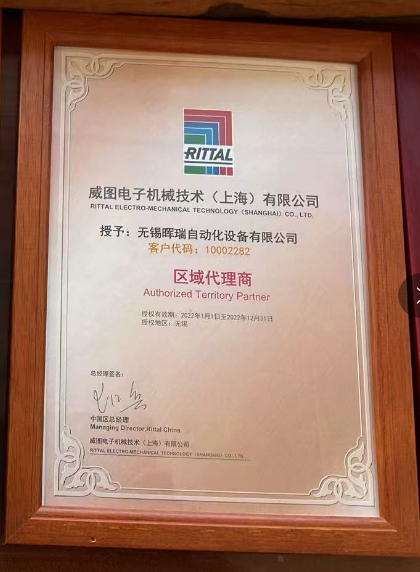 RITTAL
威图电子机械技术（上海）有限公司
RITTAL ELECTRO-MECHANICAL TECHNOLOGY (SHANGHAI) CO., LTD.
授予：无锡晖瑞自动化设备有限公司
客户代码：10002282
区域代理商
Authorized Territory Partner
授权有效期：2022年1月1日至2022年12月31日
授权地区：无锡
总经理签名：
中国区总经理
Managing Director,Rittal China
威图电子机械技术（上海）有限公司
RITTAL ELECTRO-MECHANICAL TECHNOLOGY (SHANGHAI) CO., LTD.